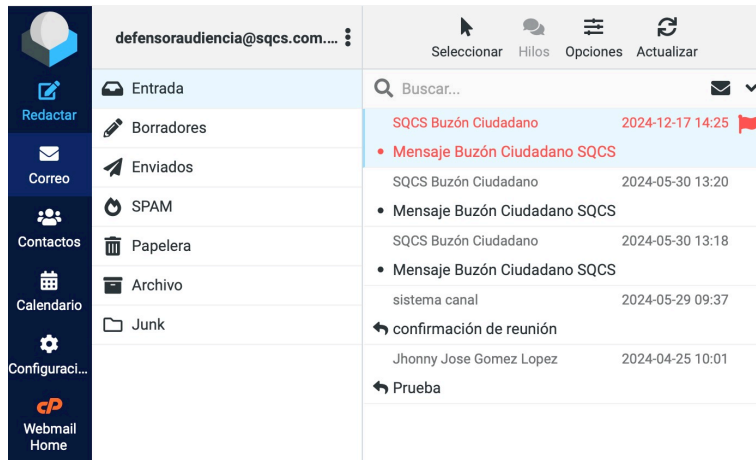 defensoraudiencia@sqcs.com....
Seleccionar
Hilos
Opciones
Actualizar
Redactar
Correo
Contactos
Calendario
Configuraci...
Webmail
Home
Entrada
Borradores
Enviados
SPAM
Papelera
Archivo
Junk
Buscar...
SQCS Buzón Ciudadano 2024-12-17 14:25
• Mensaje Buzón Ciudadano SQCS
SQCS Buzón Ciudadano 2024-05-30 13:20
• Mensaje Buzón Ciudadano SQCS
SQCS Buzón Ciudadano 2024-05-30 13:18
• Mensaje Buzón Ciudadano SQCS
sistema canal 2024-05-29 09:37
confirmación de reunión
Jhonny Jose Gomez Lopez 2024-04-25 10:01
Prueba